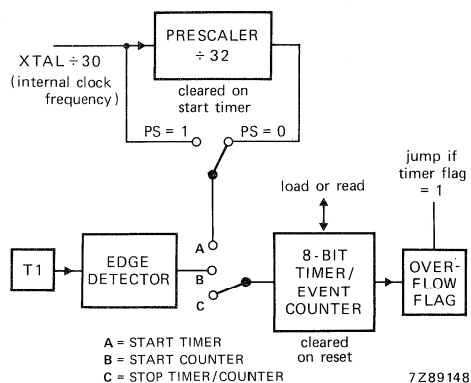 PRESCALER
÷ 32
XTAL ÷ 30
(internal clock
frequency)
cleared on
start timer
PS = 1
PS = 0
jump if
timer flag
= 1
load or read
T1
EDGE
DETECTOR
A
B
C
8-BIT
TIMER/
EVENT
COUNTER
OVER-
FLOW
FLAG
cleared
on reset
A = START TIMER
B = START COUNTER
C = STOP TIMER/COUNTER
7Z89148